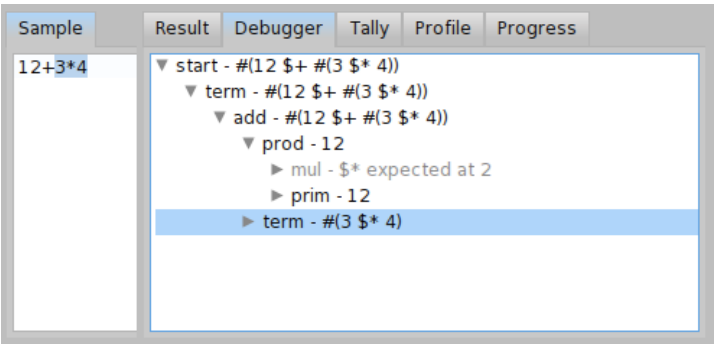 Sample
Result Debugger Tally Profile Progress
12+3*4
start - #(12 $+ #(3 $* 4))
term - #(12 $+ #(3 $* 4))
add - #(12 $+ #(3 $* 4))
prod - 12
mul - $* expected at 2
prim - 12
term - #(3 $* 4)